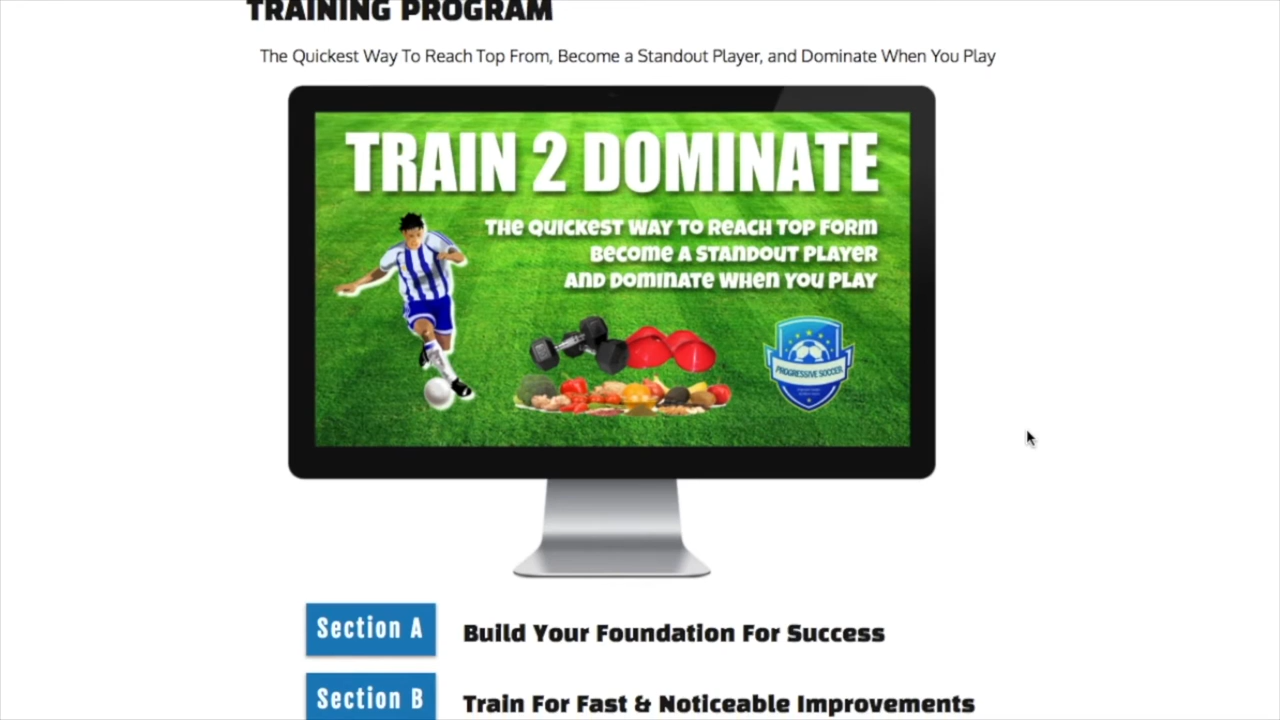 TRAINING PROGRAM
The Quickest Way To Reach Top From, Become a Standout Player, and Dominate When You Play
TRAIN 2 DOMINATE
THE QUICKEST WAY TO REACH TOP FORM
BECOME A STANDOUT PLAYER
AND DOMINATE WHEN YOU PLAY
PROGRESSIVE SOCCER
Section A
Build Your Foundation For Success
Section B
Train For Fast & Noticeable Improvements